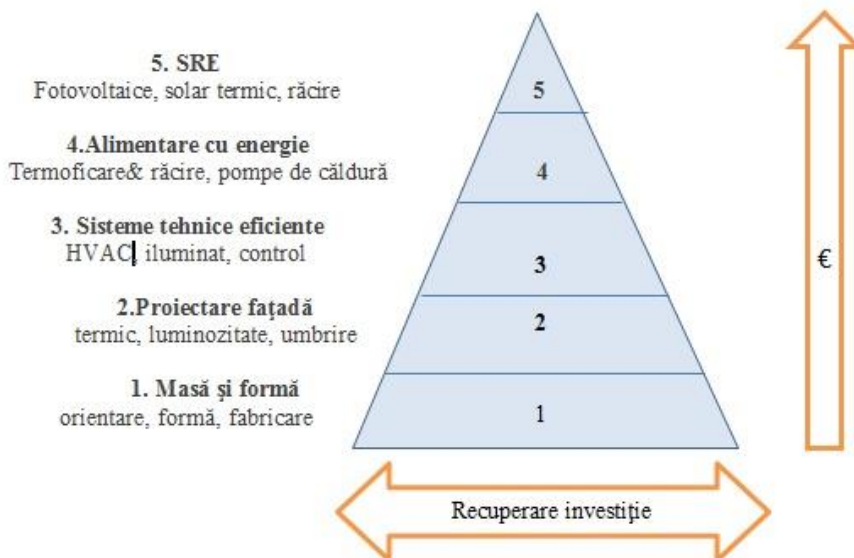 5. SRE
Fotovoltaice, solar termic, răcire
4.Alimentare cu energie
Termoficare& răcire, pompe de căldură
3. Sisteme tehnice eficiente
HVAC, iluminat, control
2.Proiectare faţadă
termic, luminozitate, umbrire
1. Masă şi formă
orientare, formă, fabricare
5
4
3
2
1
€
Recuperare investiţie